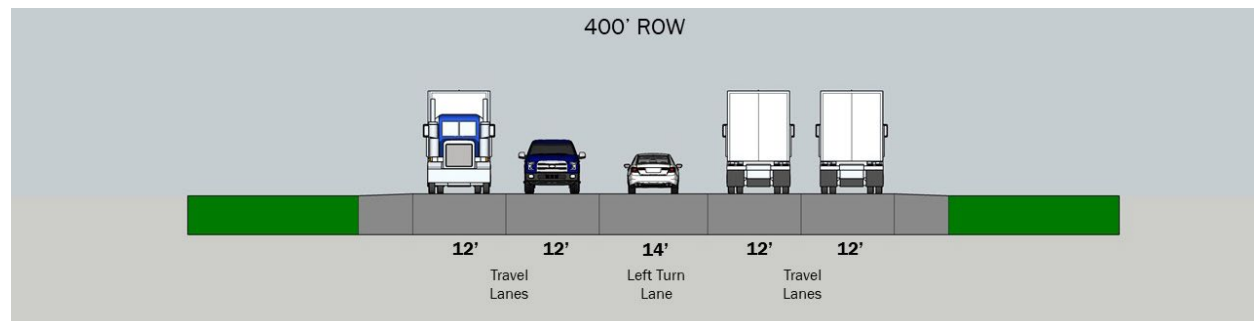 400’ ROW
12’ 12’ 14’ 12’ 12’
Travel
Lanes
Left Turn
Lane
Travel
Lanes